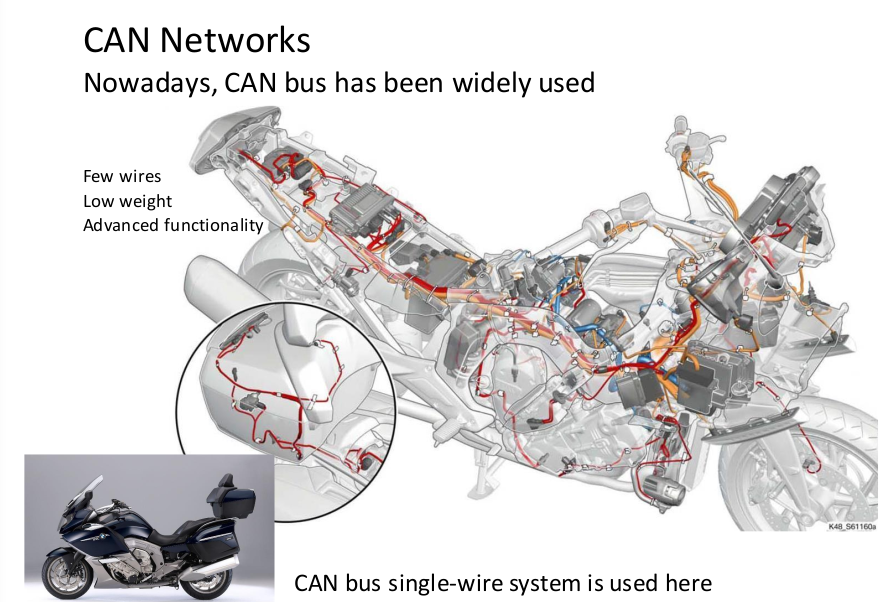 CAN Networks
Nowadays, CAN bus has been widely used
Few wires
Low weight
Advanced functionality
K48_S61160a
CAN bus single-wire system is used here